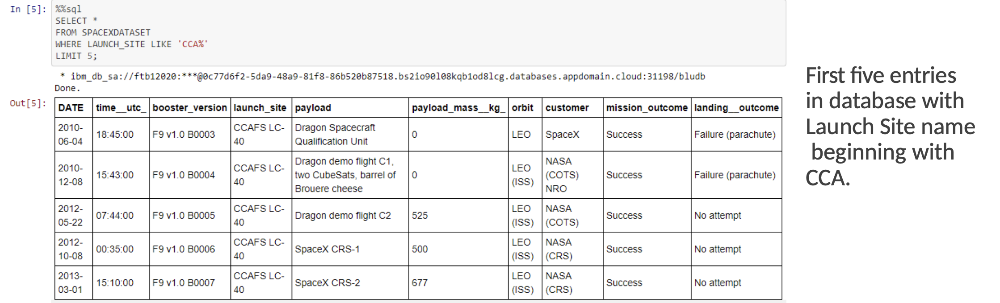 In [5]:
%%sql
SELECT *
FROM SPACEXDATASET
WHERE LAUNCH_SITE LIKE 'CCA%'
LIMIT 5;
* ibm_db_sa://ftb12020:***@0c77d6f2-5da9-48a9-81f8-86b520b87518.bs2io90l08kqb1od8lcg.databases.appdomain.cloud:31198/bludb
Done.
Out[5]:
DATE time__utc_ booster_version launch_site payload payload_mass__kg_ orbit customer mission_outcome landing__outcome
2010-06-04 18:45:00 F9 v1.0 B0003 CCAFS LC-40 Dragon Spacecraft Qualification Unit 0 LEO SpaceX Success Failure (parachute)
2010-12-08 15:43:00 F9 v1.0 B0004 CCAFS LC-40 Dragon demo flight C1, two CubeSats, barrel of Brouere cheese 0 LEO (ISS) NASA (COTS) NRO Success Failure (parachute)
2012-05-22 07:44:00 F9 v1.0 B0005 CCAFS LC-40 Dragon demo flight C2 525 LEO (ISS) NASA (COTS) Success No attempt
2012-10-08 00:35:00 F9 v1.0 B0006 CCAFS LC-40 SpaceX CRS-1 500 LEO (ISS) NASA (CRS) Success No attempt
2013-03-01 15:10:00 F9 v1.0 B0007 CCAFS LC-40 SpaceX CRS-2 677 LEO (ISS) NASA (CRS) Success No attempt
First five entries
in database with
Launch Site name
beginning with
CCA.